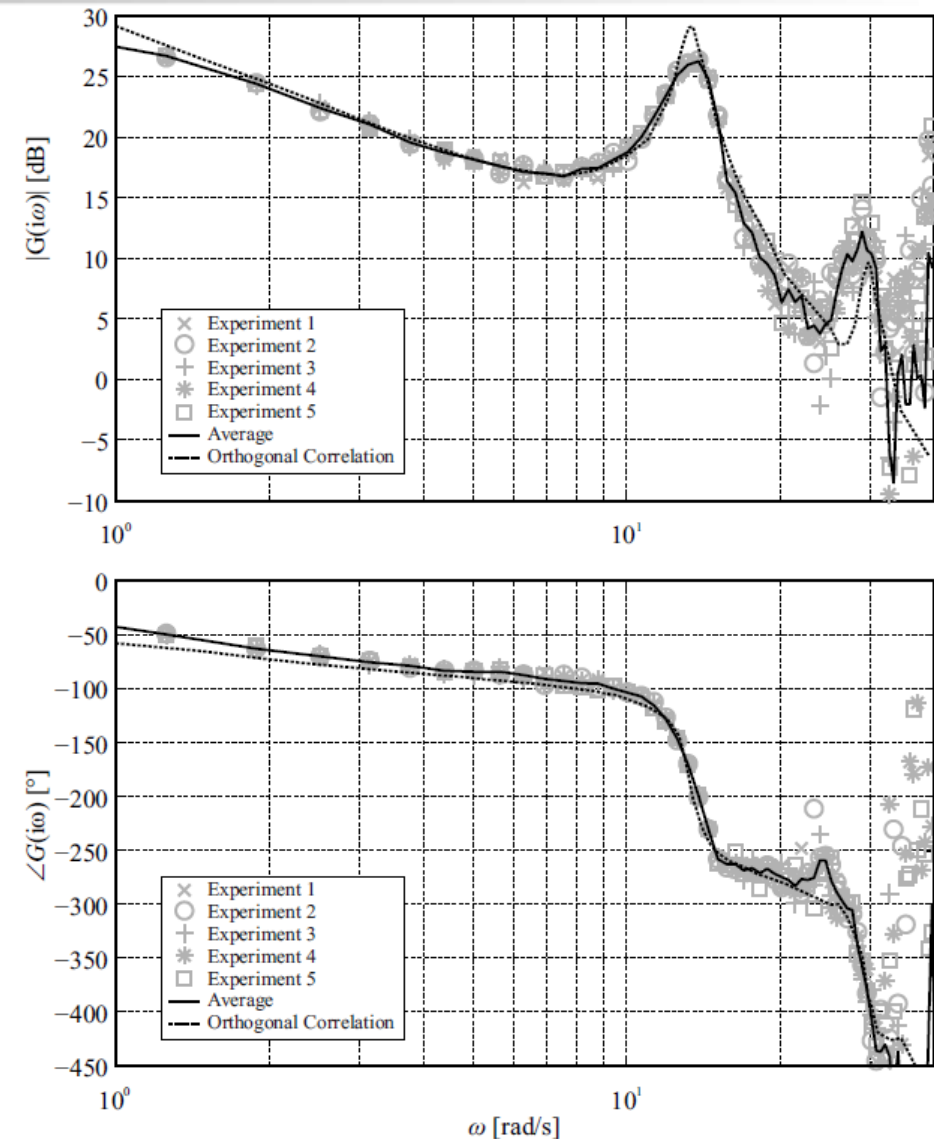 30
25
20
15
10
5
0
−5
−10
|G(iω)| [dB]
× Experiment 1
○ Experiment 2
+ Experiment 3
✳ Experiment 4
□ Experiment 5
Average
Orthogonal Correlation
10⁰ 10¹
0
−50
−100
−150
−200
−250
−300
−350
−400
−450
∠G(iω) [°]
× Experiment 1
○ Experiment 2
+ Experiment 3
✳ Experiment 4
□ Experiment 5
Average
Orthogonal Correlation
10⁰ 10¹
ω [rad/s]